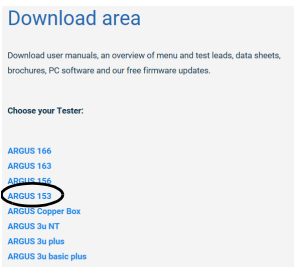 Download area
Download user manuals, an overview of menu and test leads, data sheets,
brochures, PC software and our free firmware updates.
Choose your Tester:
ARGUS 166
ARGUS 163
ARGUS 156
ARGUS 153
ARGUS Copper Box
ARGUS 3u NT
ARGUS 3u plus
ARGUS 3u basic plus